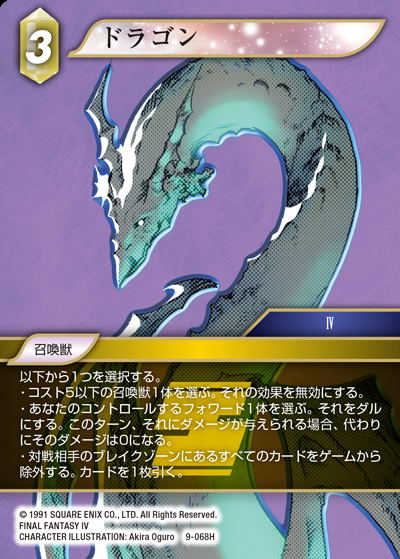 3
ドラゴン
IV
召喚獣
以下から1つを選択する。
・コスト5以下の召喚獣1体を選ぶ。それの効果を無効にする。
・あなたのコントロールするフォワード1体を選ぶ。それをダル
にする。このターン、それにダメージが与えられる場合、代わり
にそのダメージは0になる。
・対戦相手のブレイクゾーンにあるすべてのカードをゲームから
除外する。カードを1枚引く。
© 1991 SQUARE ENIX CO., LTD. All Rights Reserved.
FINAL FANTASY IV
CHARACTER ILLUSTRATION: Akira Oguro 9-068H